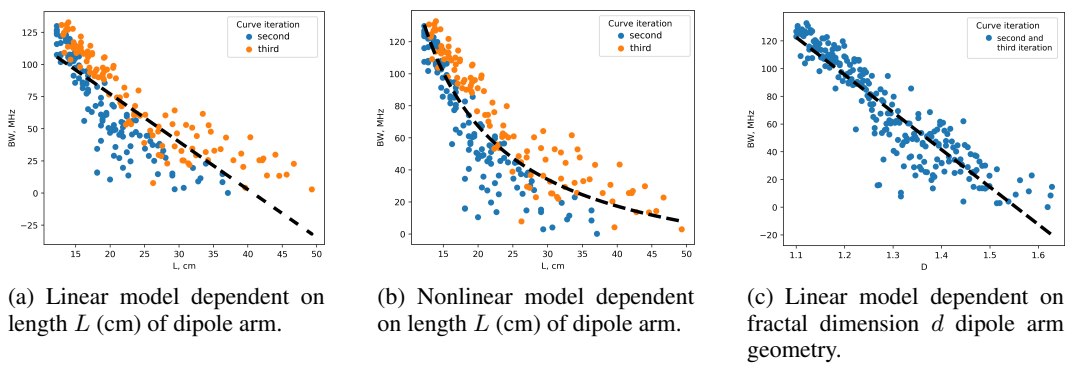 Curve iteration
second
third
BW, MHz
125
100
75
50
25
0
−25
15
20
25
30
35
40
45
50
L, cm
(a) Linear model dependent on
length L (cm) of dipole arm.
Curve iteration
second
third
BW, MHz
120
100
80
60
40
20
0
15
20
25
30
35
40
45
50
L, cm
(b) Nonlinear model dependent
on length L (cm) of dipole arm.
Curve iteration
second and
third iteration
BW, MHz
120
100
80
60
40
20
0
−20
1.1
1.2
1.3
1.4
1.5
1.6
D
(c) Linear model dependent on
fractal dimension d dipole arm
geometry.